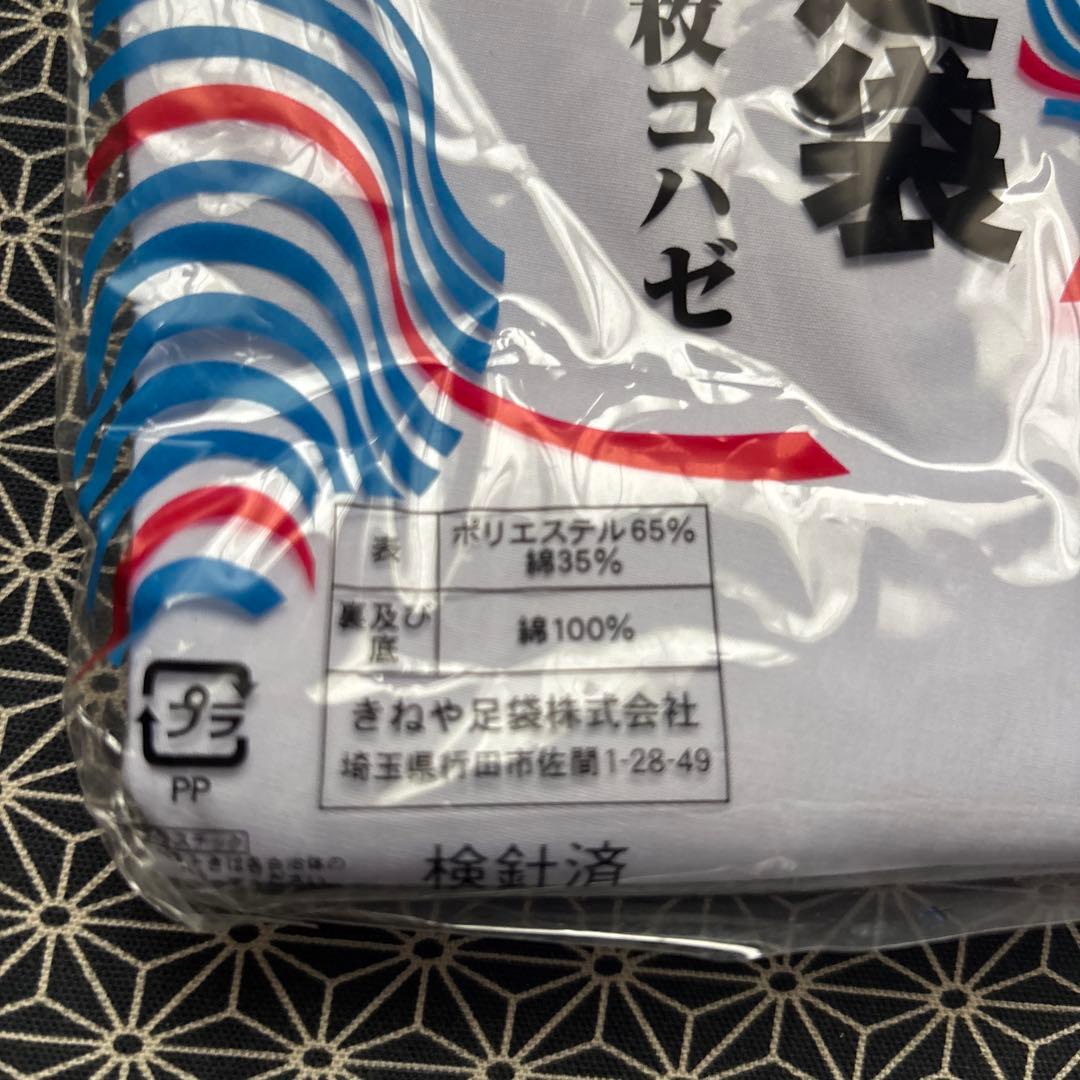 袋
枚コハゼ
表 ポリエステル65%
綿35%
裏及び
底 綿100%
きねや足袋株式会社
埼玉県行田市佐間1-28-49
プラ
PP
検針済